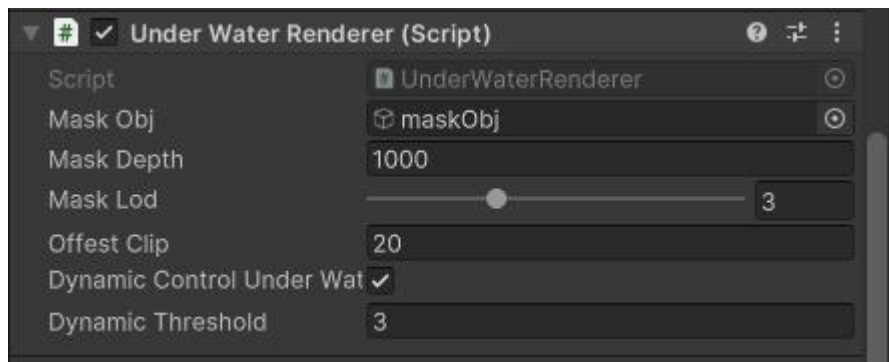 Under Water Renderer (Script)
Script UnderWaterRenderer
Mask Obj maskObj
Mask Depth 1000
Mask Lod 3
Offest Clip 20
Dynamic Control Under Wat
Dynamic Threshold 3